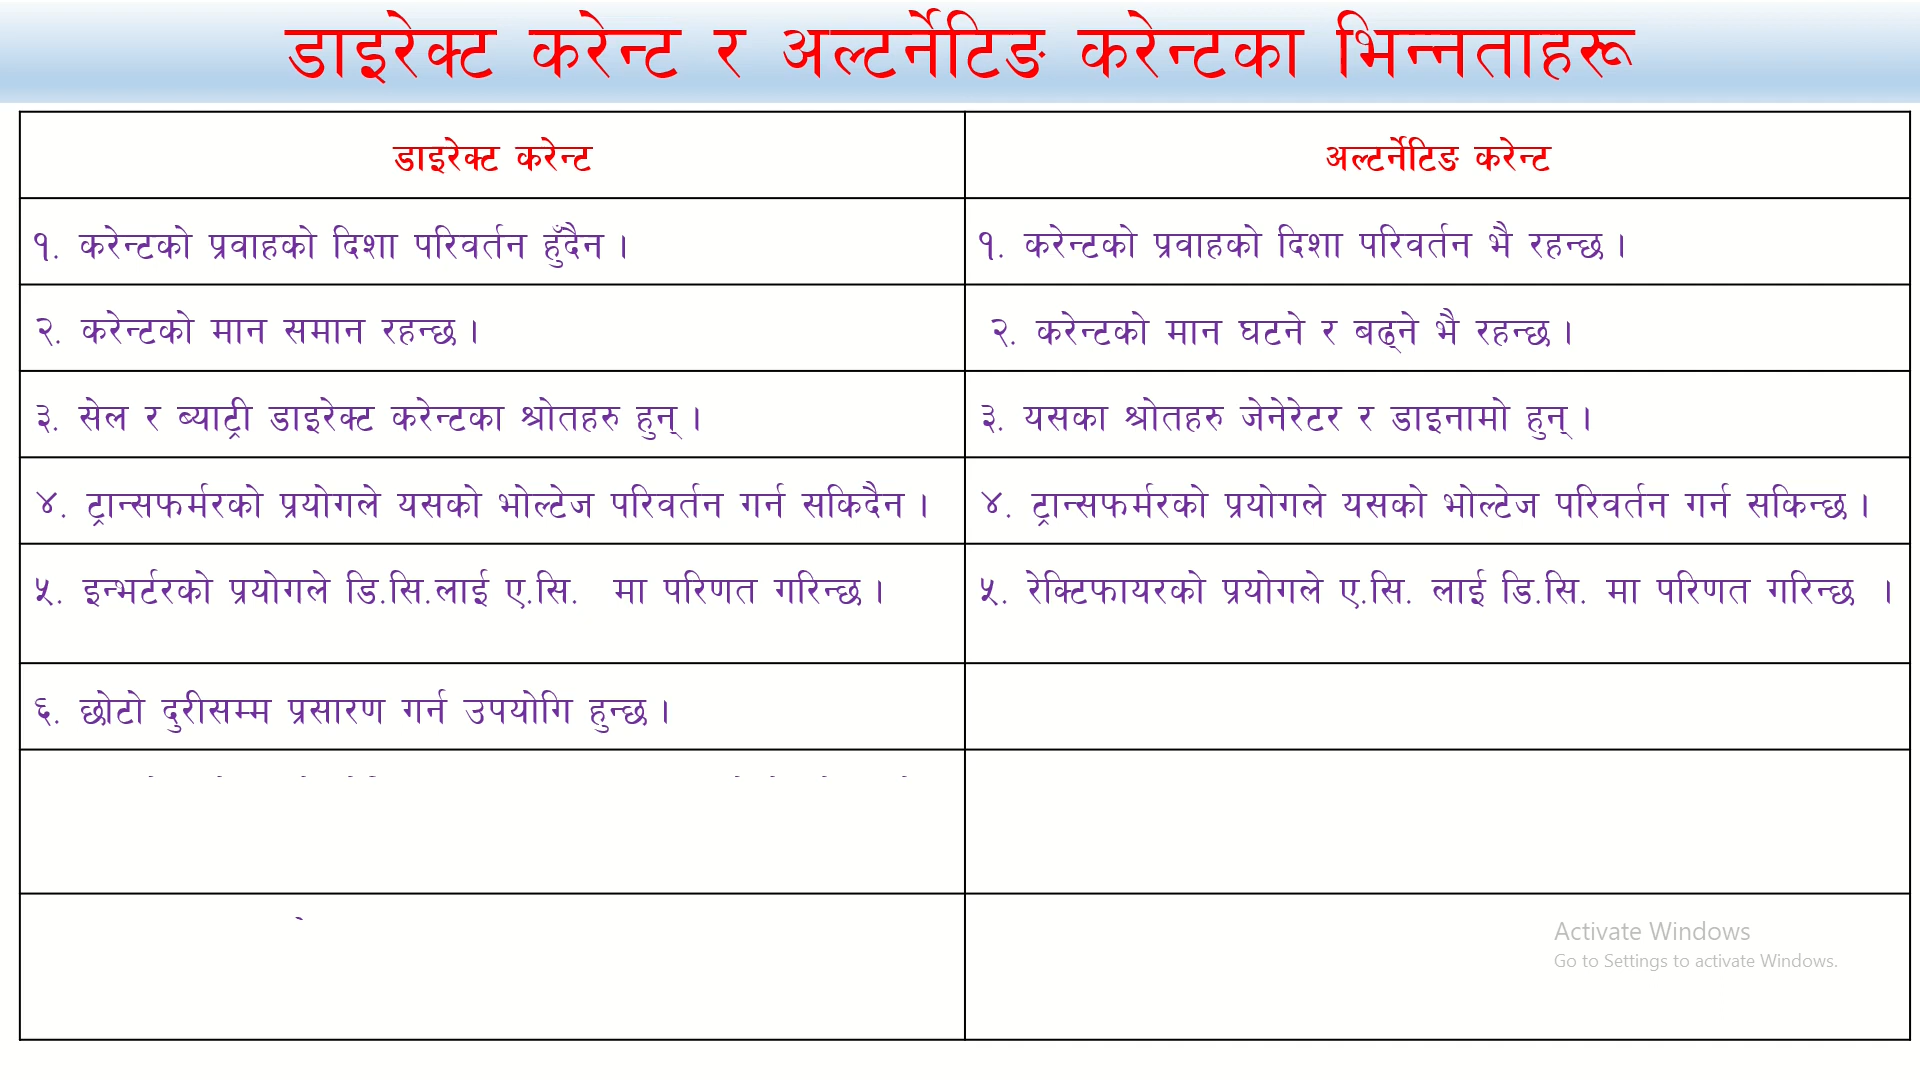 डाइरेक्ट करेन्ट र अल्टर्नेटिङ करेन्टका भिन्नताहरू
डाइरेक्ट करेन्ट
अल्टर्नेटिङ करेन्ट
१. करेन्टको प्रवाहको दिशा परिवर्तन हुँदैन ।
१. करेन्टको प्रवाहको दिशा परिवर्तन भै रहन्छ ।
२. करेन्टको मान समान रहन्छ ।
२. करेन्टको मान घटने र बढ्ने भै रहन्छ ।
३. सेल र ब्याट्री डाइरेक्ट करेन्टका श्रोतहरु हुन् ।
३. यसका श्रोतहरु जेनेरेटर र डाइनामो हुन् ।
४. ट्रान्सफर्मरको प्रयोगले यसको भोल्टेज परिवर्तन गर्न सकिदैन ।
४. ट्रान्सफर्मरको प्रयोगले यसको भोल्टेज परिवर्तन गर्न सकिन्छ ।
५. इन्भर्टरको प्रयोगले डि.सि.लाई ए.सि. मा परिणत गरिन्छ ।
५. रेक्टिफायरको प्रयोगले ए.सि. लाई डि.सि. मा परिणत गरिन्छ ।
६. छोटो दुरीसम्म प्रसारण गर्न उपयोगि हुन्छ ।
Activate Windows
Go to Settings to activate Windows.